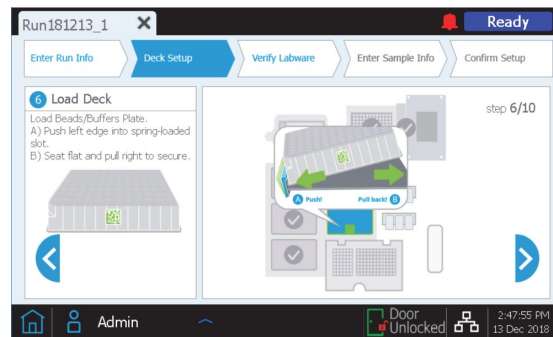 Run181213_1
Ready
Enter Run Info
Deck Setup
Verify Labware
Enter Sample Info
Confirm Setup
6 Load Deck
Load Beads/Buffers Plate.
A) Push left edge into spring-loaded
slot.
B) Seat flat and pull right to secure.
step 6/10
A Push!
Pull back! B
Admin
Door
Unlocked
2:47:55 PM
13 Dec 2018